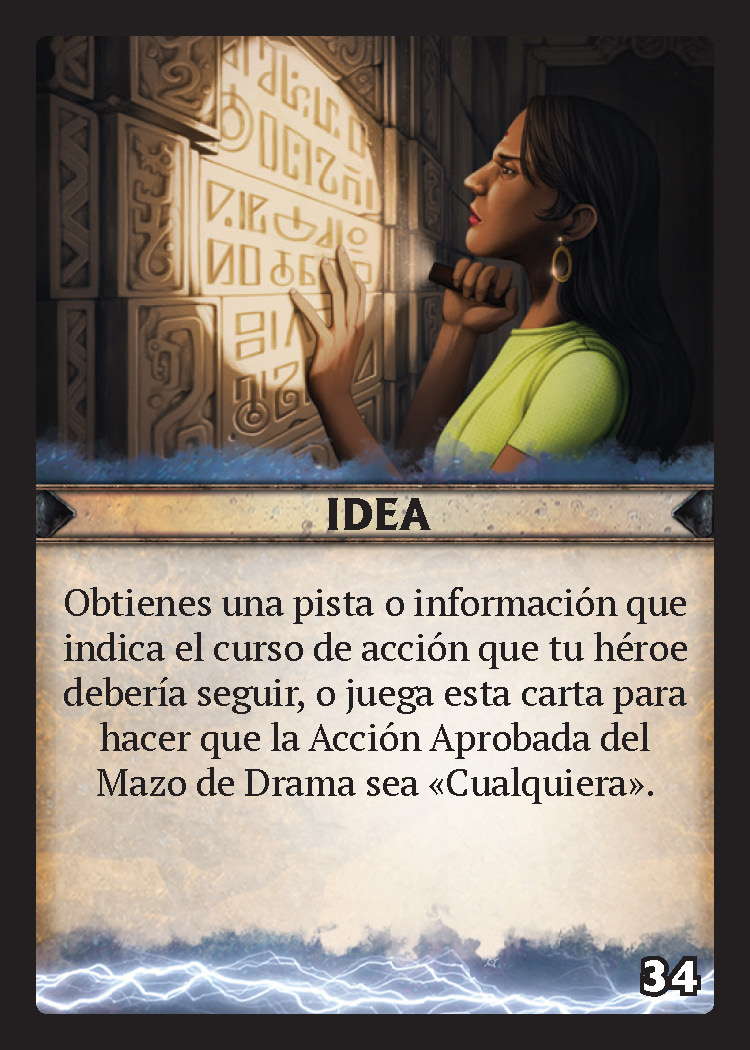 IDEA
Obtienes una pista o información que
indica el curso de acción que tu héroe
debería seguir, o juega esta carta para
hacer que la Acción Aprobada del
Mazo de Drama sea «Cualquiera».
34